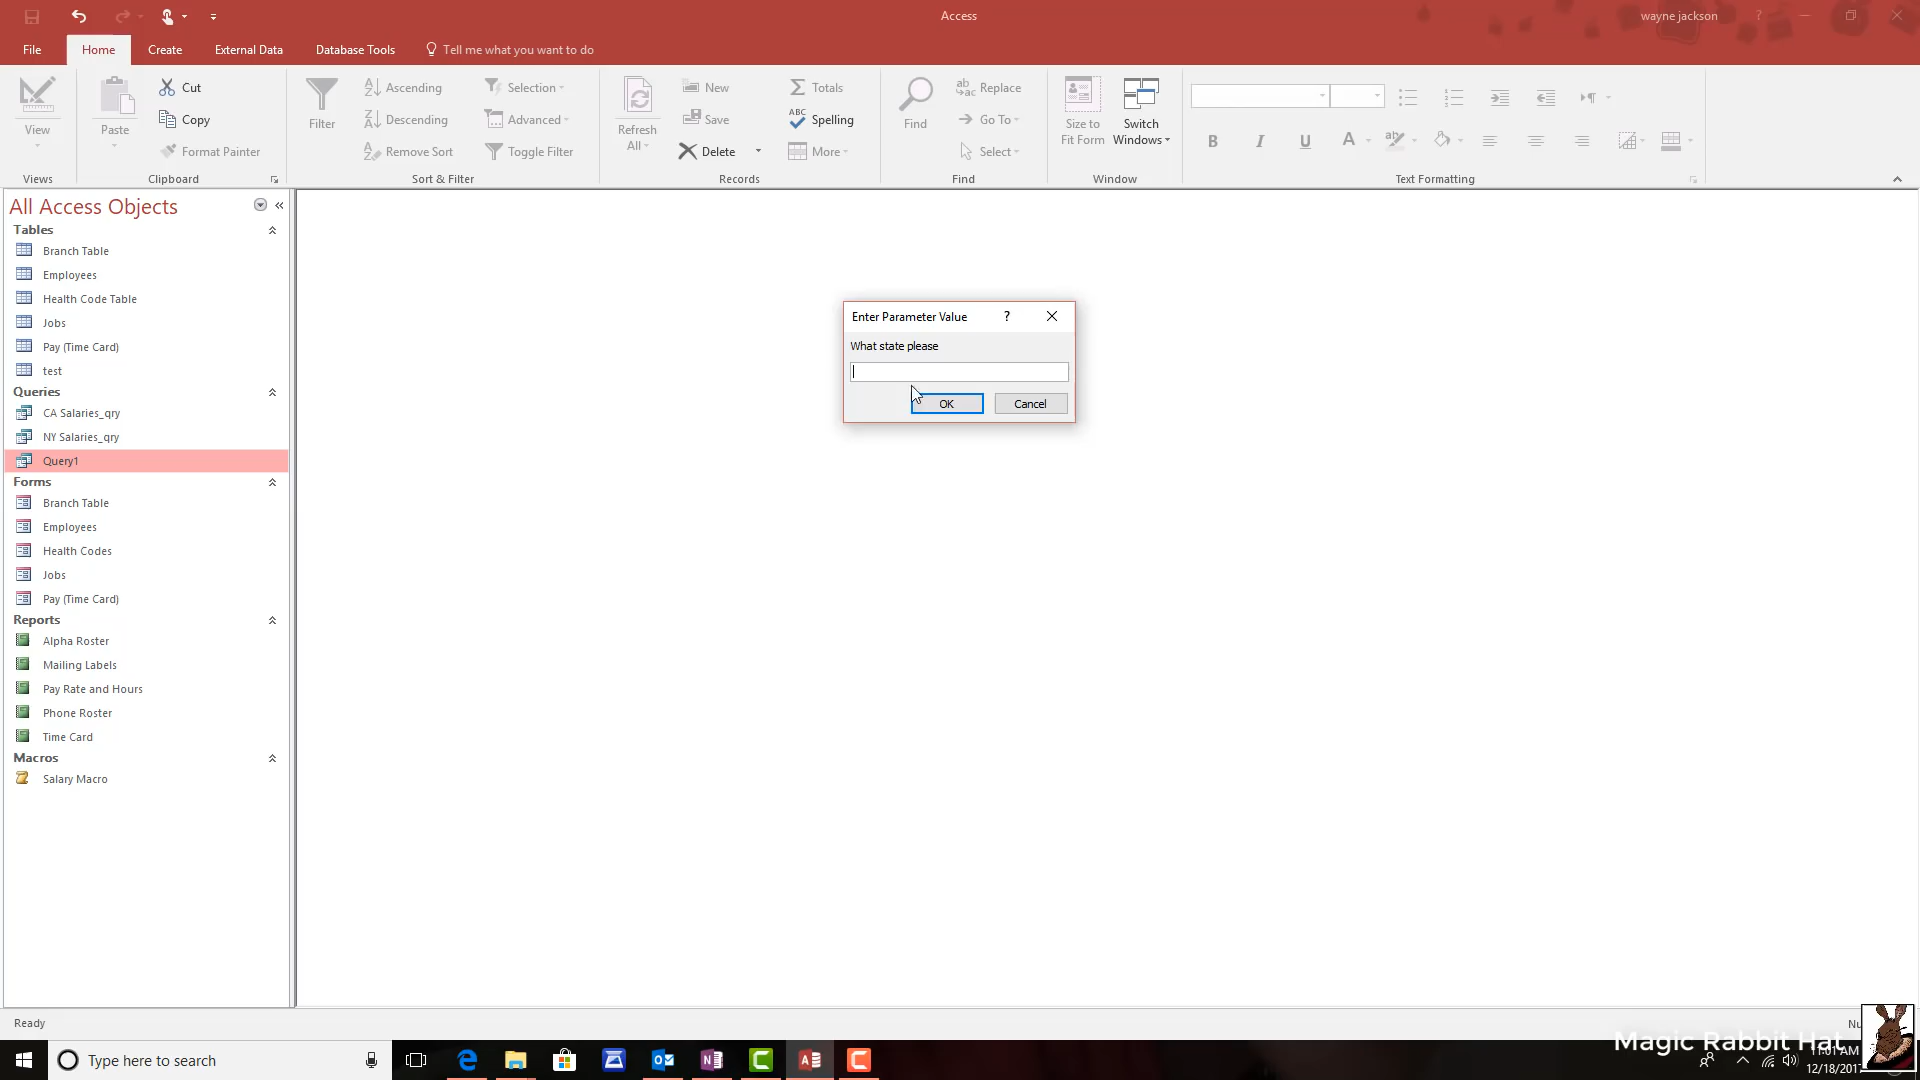 Access
wayne jackson
?
File
Home
Create
External Data
Database Tools
Tell me what you want to do
View
Paste
Cut
Copy
Format Painter
Filter
Ascending
Descending
Remove Sort
Selection
Advanced
Toggle Filter
Refresh
All
New
Save
Delete
Totals
Spelling
More
Find
Replace
Go To
Select
Size to
Fit Form
Switch
Windows
B
I
U
A
Views
Clipboard
Sort & Filter
Records
Find
Window
Text Formatting
All Access Objects
Tables
Branch Table
Employees
Health Code Table
Jobs
Pay (Time Card)
test
Queries
CA Salaries_qry
NY Salaries_qry
Query1
Forms
Branch Table
Employees
Health Codes
Jobs
Pay (Time Card)
Reports
Alpha Roster
Mailing Labels
Pay Rate and Hours
Phone Roster
Time Card
Macros
Salary Macro
Enter Parameter Value
?
What state please
OK
Cancel
Ready
Magic Rabbit Hat
Type here to search
11:01 AM
12/18/2017